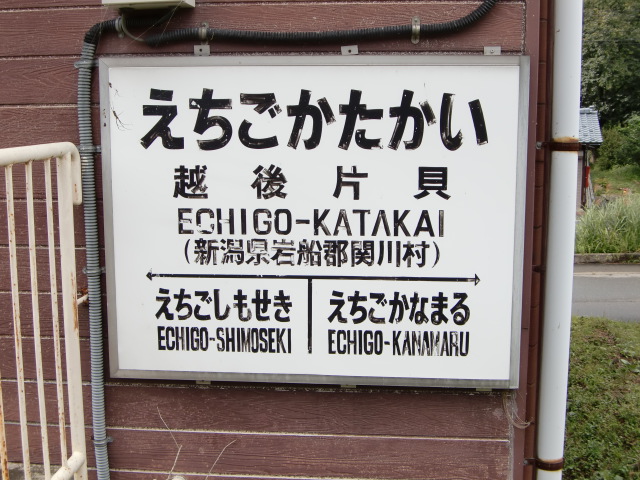 えちごかたかい
越後片貝
ECHIGO-KATAKAI
(新潟県岩船郡関川村)
えちごしもせき えちごかなまる
ECHIGO-SHIMOSEKI ECHIGO-KANAMARU